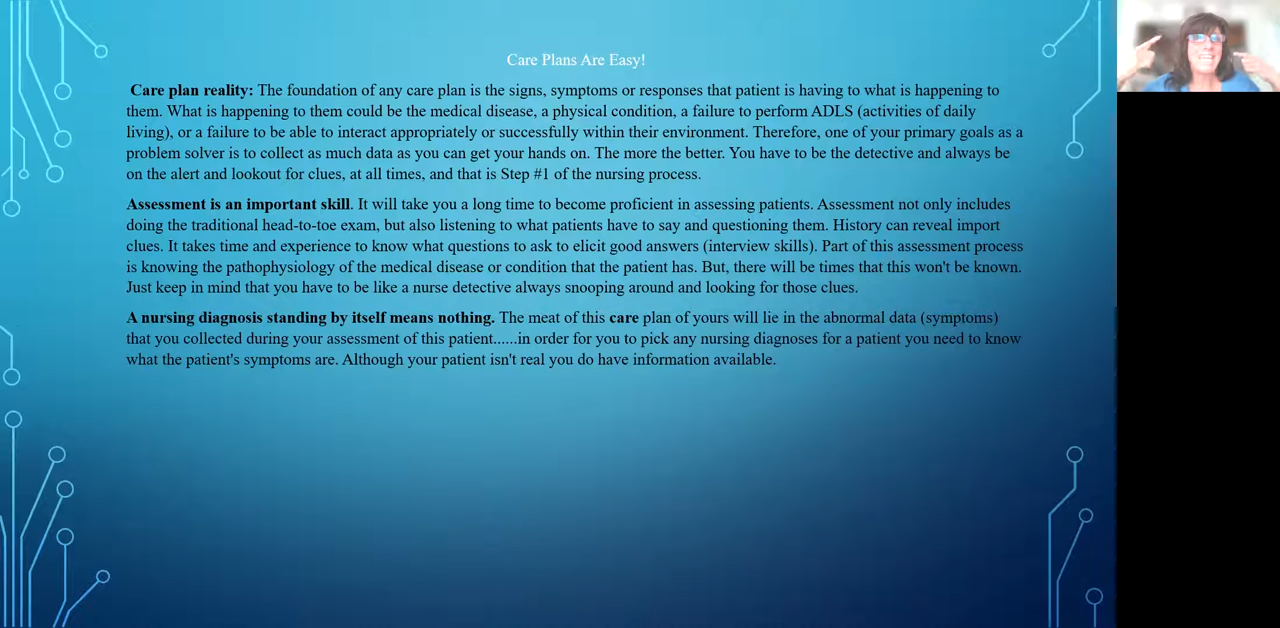 Care Plans Are Easy!
Care plan reality: The foundation of any care plan is the signs, symptoms or responses that patient is having to what is happening to
them. What is happening to them could be the medical disease, a physical condition, a failure to perform ADLS (activities of daily
living), or a failure to be able to interact appropriately or successfully within their environment. Therefore, one of your primary goals as a
problem solver is to collect as much data as you can get your hands on. The more the better. You have to be the detective and always be
on the alert and lookout for clues, at all times, and that is Step #1 of the nursing process.
Assessment is an important skill. It will take you a long time to become proficient in assessing patients. Assessment not only includes
doing the traditional head-to-toe exam, but also listening to what patients have to say and questioning them. History can reveal import
clues. It takes time and experience to know what questions to ask to elicit good answers (interview skills). Part of this assessment process
is knowing the pathophysiology of the medical disease or condition that the patient has. But, there will be times that this won't be known.
Just keep in mind that you have to be like a nurse detective always snooping around and looking for those clues.
A nursing diagnosis standing by itself means nothing. The meat of this care plan of yours will lie in the abnormal data (symptoms)
that you collected during your assessment of this patient......in order for you to pick any nursing diagnoses for a patient you need to know
what the patient's symptoms are. Although your patient isn't real you do have information available.